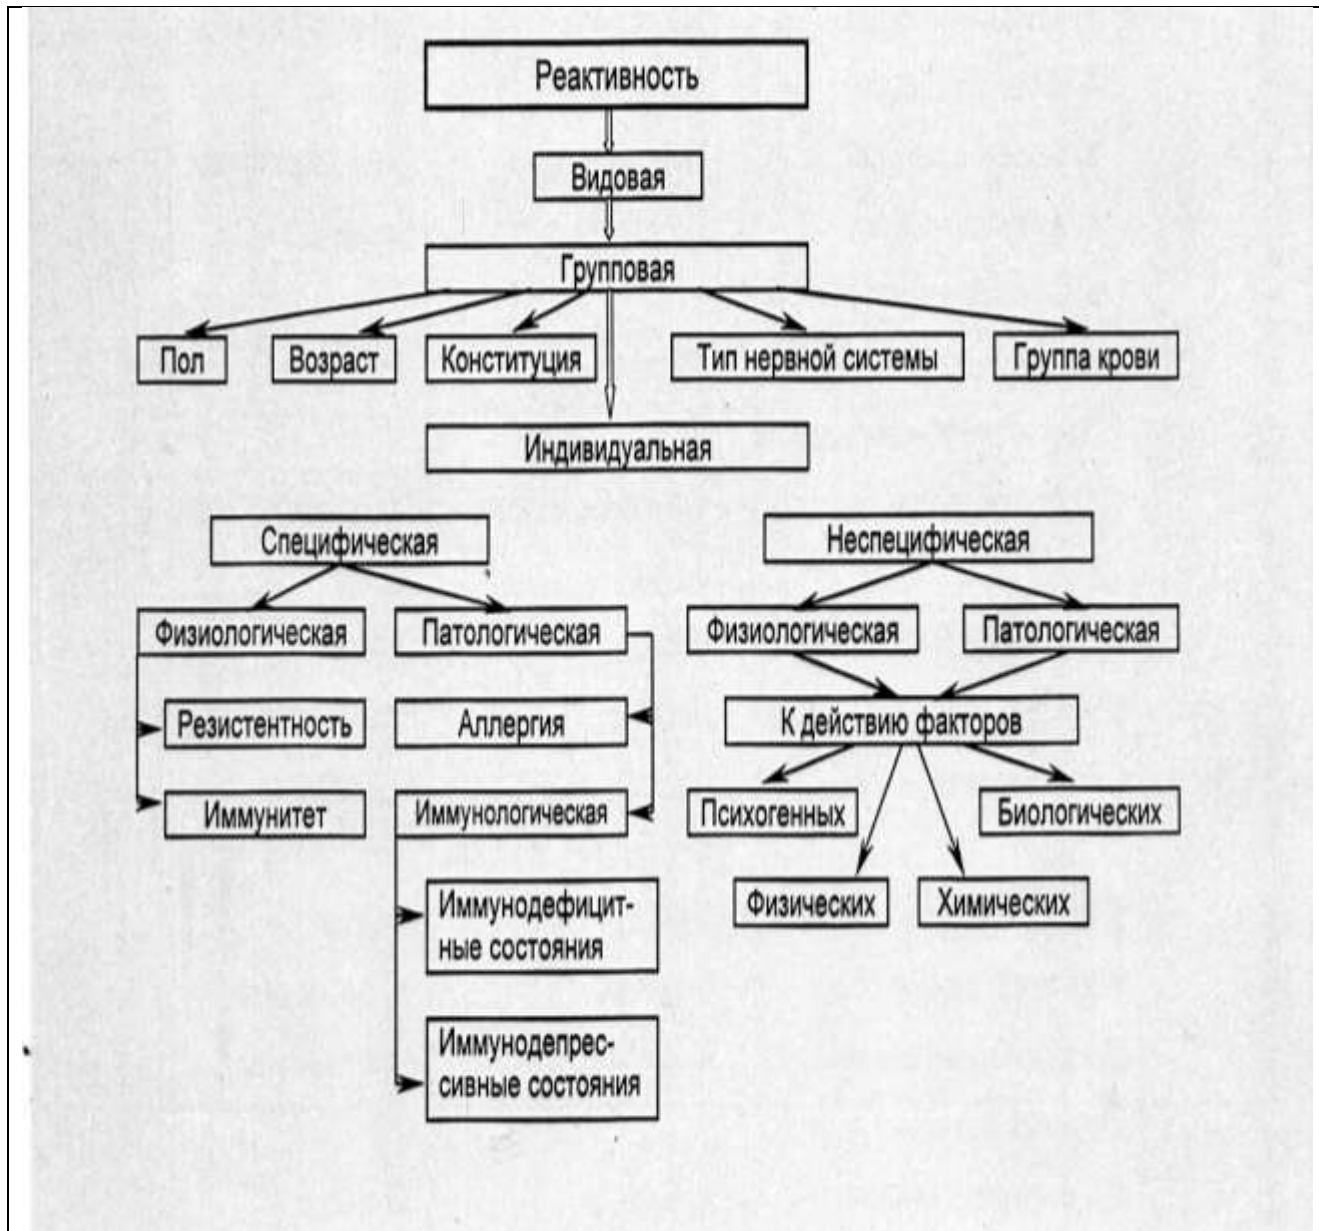 Реактивность
Видовая
Групповая
Пол
Возраст
Конституция
Тип нервной системы
Группа крови
Индивидуальная
Специфическая
Неспецифическая
Физиологическая
Патологическая
Физиологическая
Патологическая
Резистентность
Аллергия
К действию факторов
Иммунитет
Иммунологическая
Психогенных
Биологических
Физических
Химических
Иммунодефицит-
ные состояния
Иммунодепрес-
сивные состояния